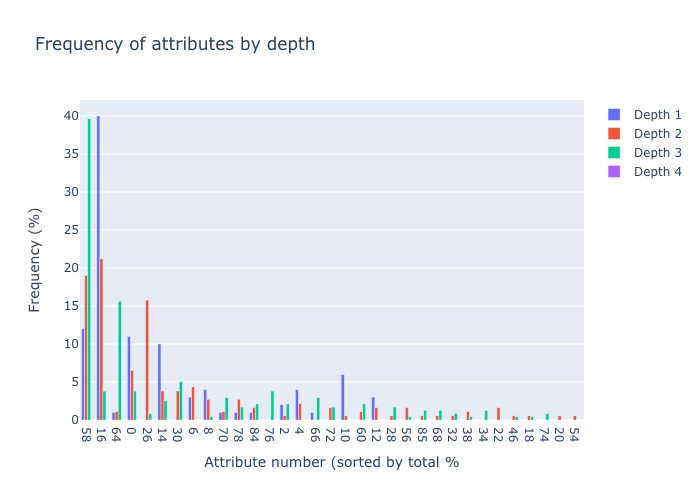 Frequency of attributes by depth
40
35
30
25
20
15
10
5
0
Frequency (%)
58 16 64 0 26 14 30 6 8 70 78 84 76 2 4 66 72 10 60 12 28 56 85 68 32 38 34 22 46 18 74 20 54
Attribute number (sorted by total %
Depth 1
Depth 2
Depth 3
Depth 4